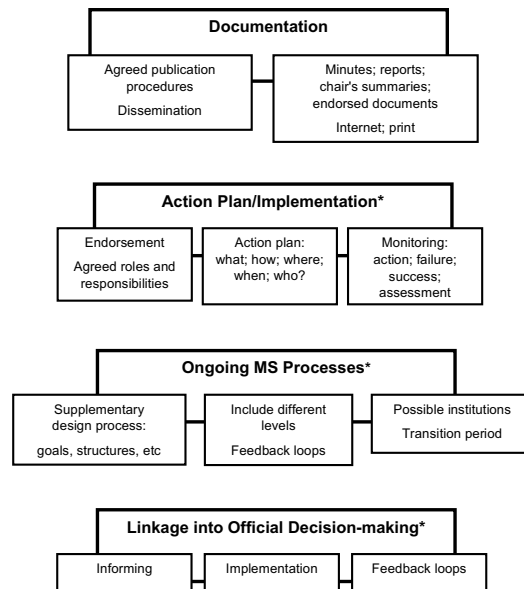 Documentation
Agreed publication
procedures
Dissemination
Minutes; reports;
chair's summaries;
endorsed documents
Internet; print
Action Plan/Implementation*
Endorsement
Agreed roles and
responsibilities
Action plan:
what; how; where;
when; who?
Monitoring:
action; failure;
success;
assessment
Ongoing MS Processes*
Supplementary
design process:
goals, structures, etc
Include different
levels
Feedback loops
Possible institutions
Transition period
Linkage into Official Decision-making*
Informing
Implementation
Feedback loops